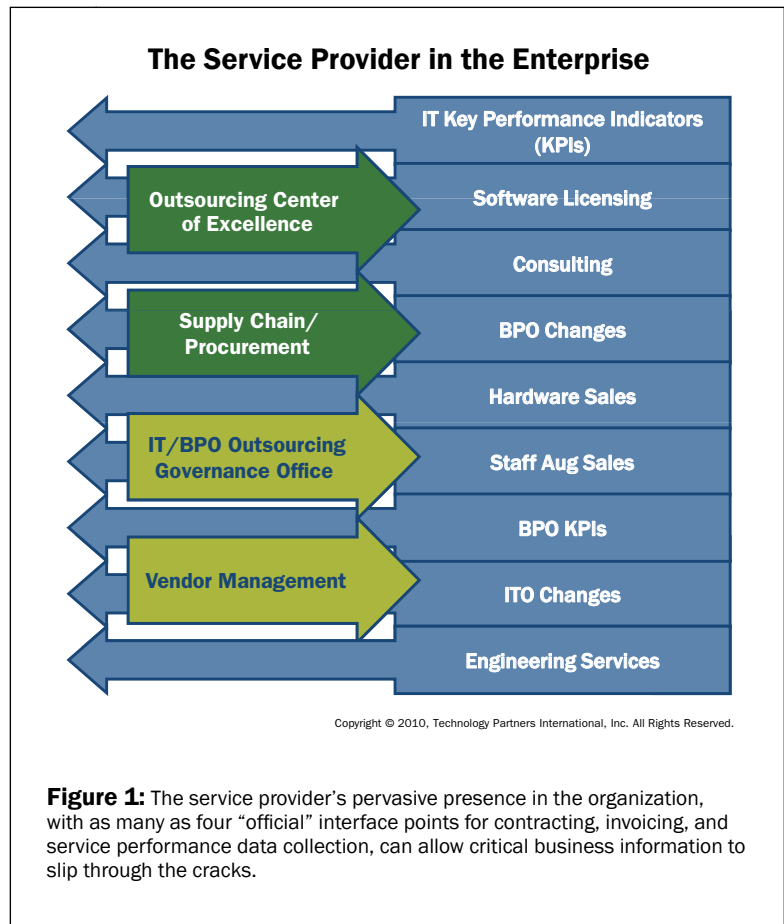 The Service Provider in the Enterprise
IT Key Performance Indicators
(KPIs)
Outsourcing Center
of Excellence
Software Licensing
Consulting
Supply Chain/
Procurement
BPO Changes
Hardware Sales
IT/BPO Outsourcing
Governance Office
Staff Aug Sales
BPO KPIs
Vendor Management
ITO Changes
Engineering Services
Copyright © 2010, Technology Partners International, Inc. All Rights Reserved.
Figure 1: The service provider’s pervasive presence in the organization,
with as many as four “official” interface points for contracting, invoicing, and
service performance data collection, can allow critical business information to
slip through the cracks.